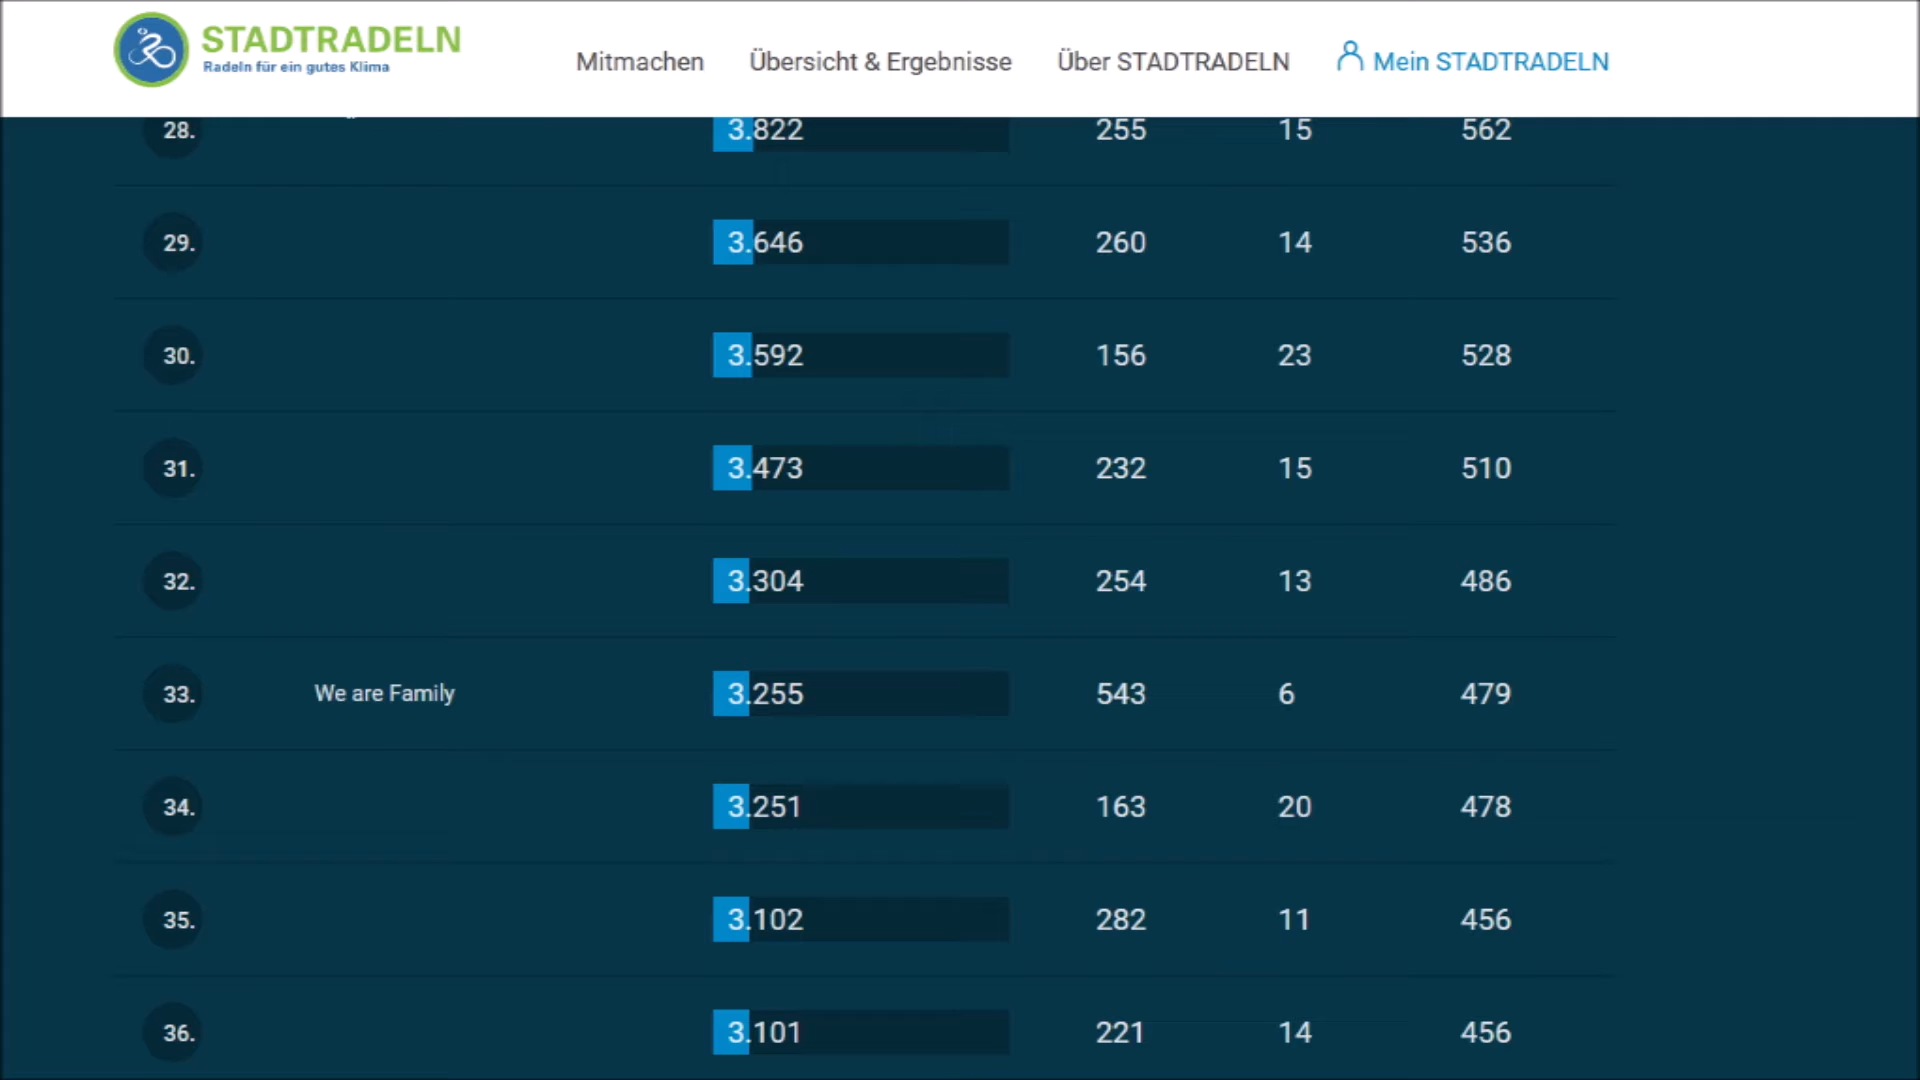 STADTRADELN
Radeln für ein gutes Klima
Mitmachen Übersicht & Ergebnisse Über STADTRADELN Mein STADTRADELN
28. 3.822 255 15 562
29. 3.646 260 14 536
30. 3.592 156 23 528
31. 3.473 232 15 510
32. 3.304 254 13 486
33. We are Family 3.255 543 6 479
34. 3.251 163 20 478
35. 3.102 282 11 456
36. 3.101 221 14 456